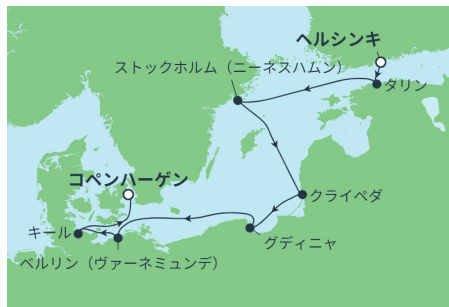 ヘルシンキ
ストックホルム（ニーネスハムン）
タリン
コペンハーゲン
クライペダ
キール
グディニャ
ベルリン（ヴァーネミュンデ）